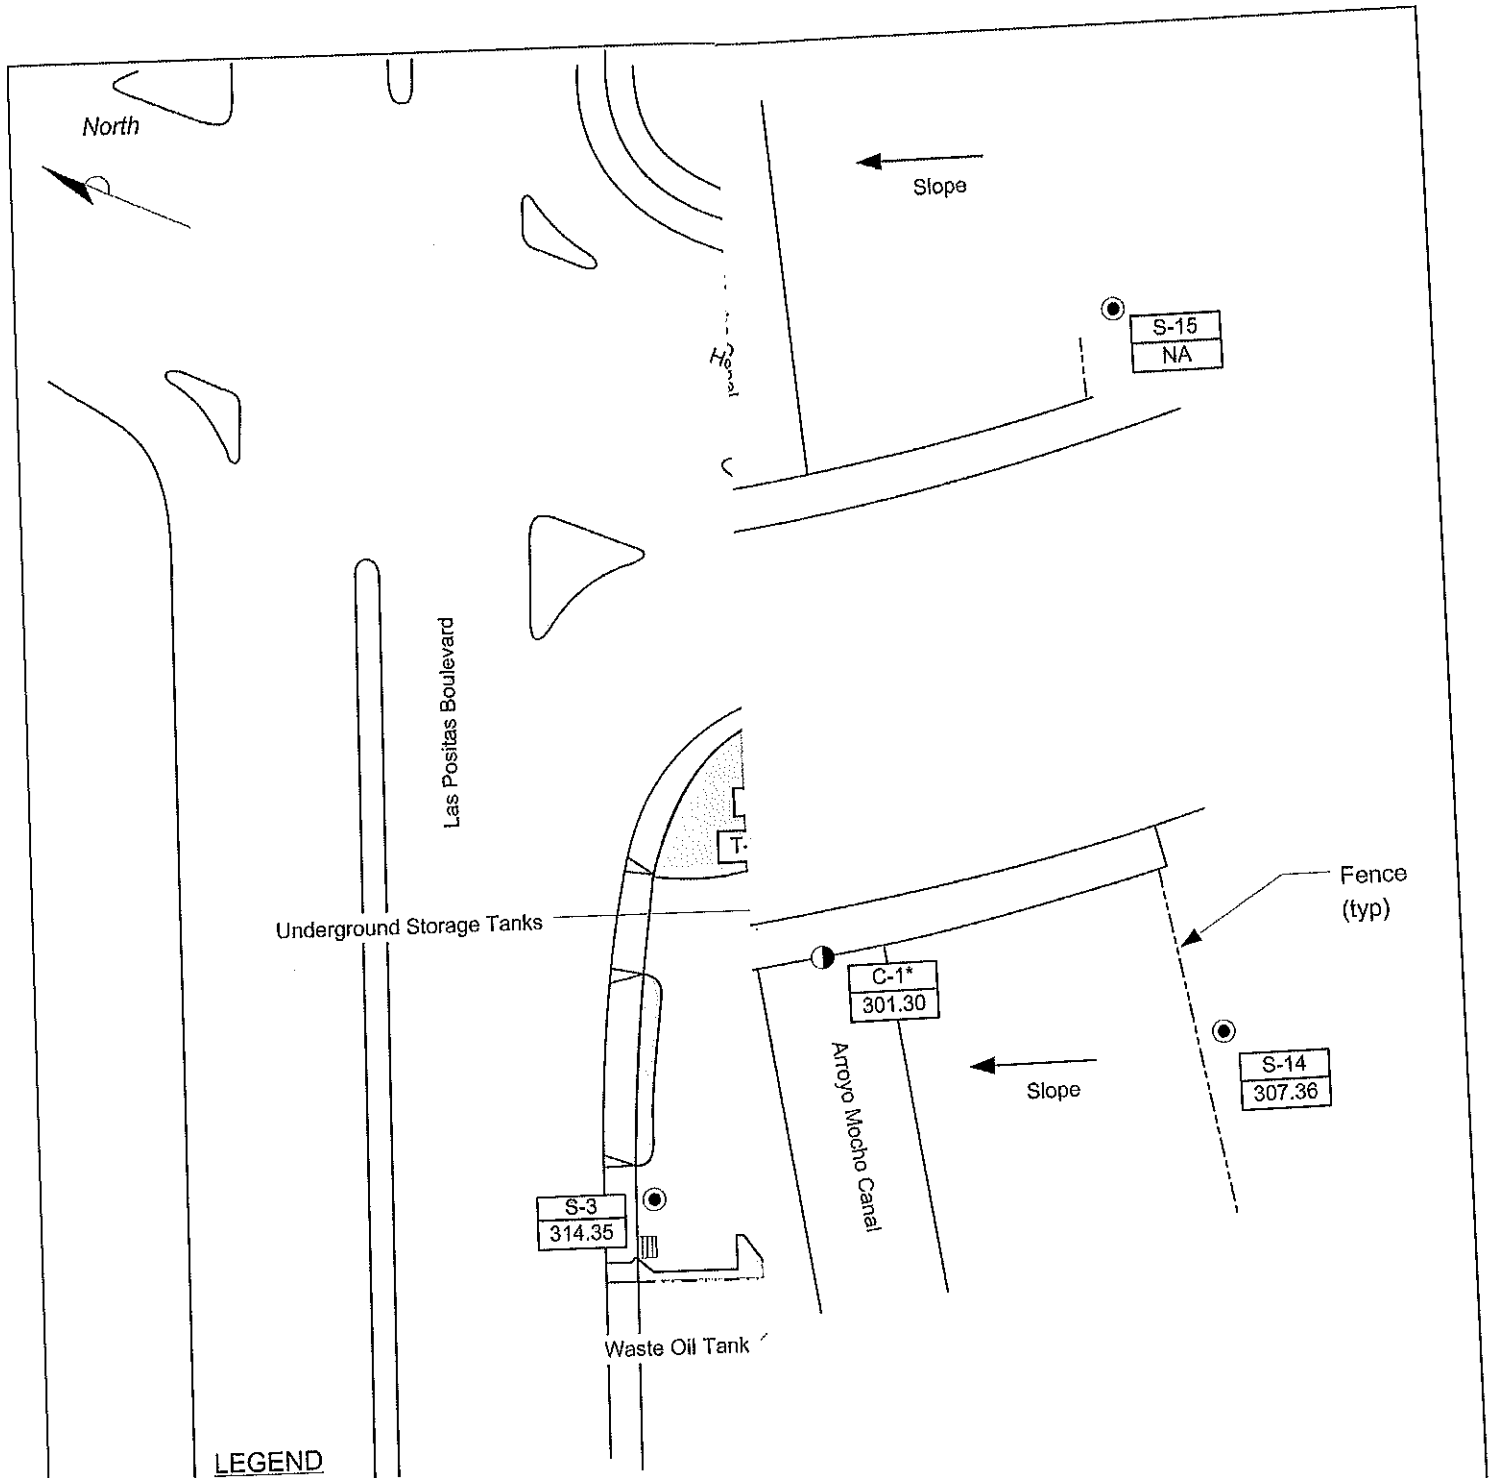 North
Slope
S-15
NA
Las Positas Boulevard
T-
Underground Storage Tanks
Fence
(typ)
C-1*
301.30
Arroyo Mocho Canal
Slope
S-14
307.36
S-3
314.35
Waste Oil Tank
LEGEND